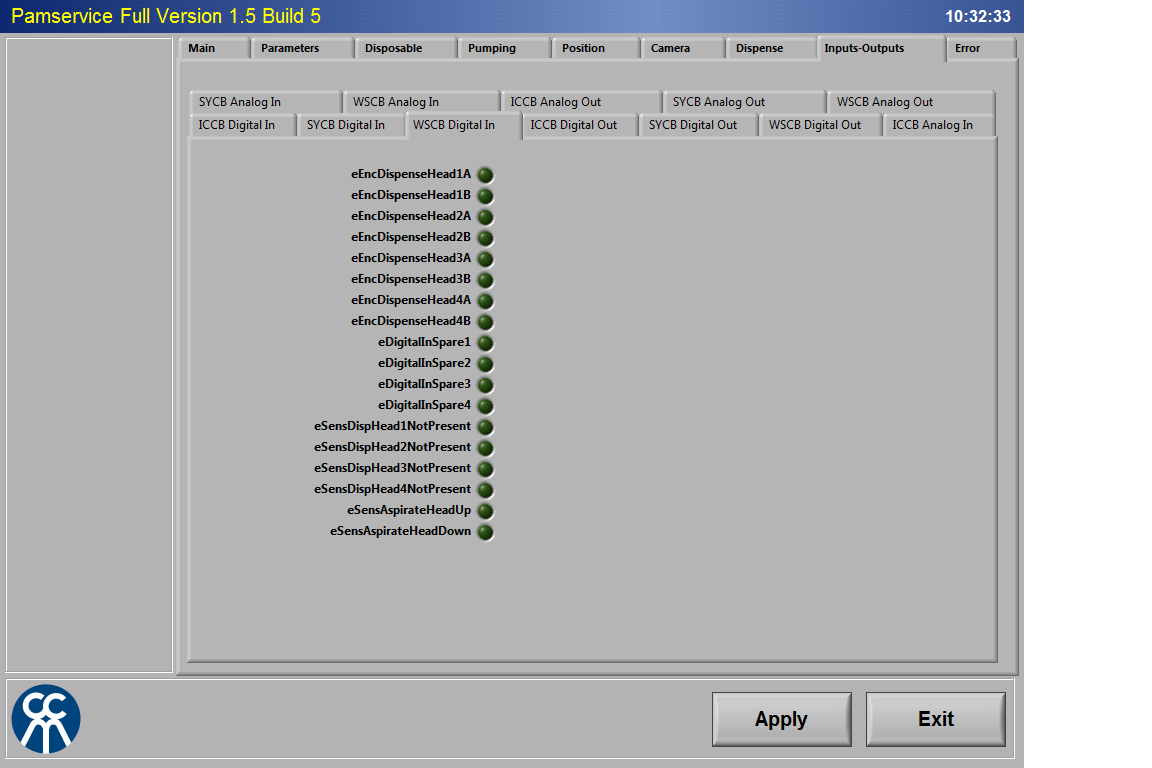 Pamservice Full Version 1.5 Build 5 10:32:33
Main Parameters Disposable Pumping Position Camera Dispense Inputs-Outputs Error
SYCB Analog In WSCB Analog In ICCB Analog Out SYCB Analog Out WSCB Analog Out
ICCB Digital In SYCB Digital In WSCB Digital In ICCB Digital Out SYCB Digital Out WSCB Digital Out ICCB Analog In
eEncDispenseHead1A
eEncDispenseHead1B
eEncDispenseHead2A
eEncDispenseHead2B
eEncDispenseHead3A
eEncDispenseHead3B
eEncDispenseHead4A
eEncDispenseHead4B
eDigitalInSpare1
eDigitalInSpare2
eDigitalInSpare3
eDigitalInSpare4
eSensDispHead1NotPresent
eSensDispHead2NotPresent
eSensDispHead3NotPresent
eSensDispHead4NotPresent
eSensAspirateHeadUp
eSensAspirateHeadDown
Apply Exit